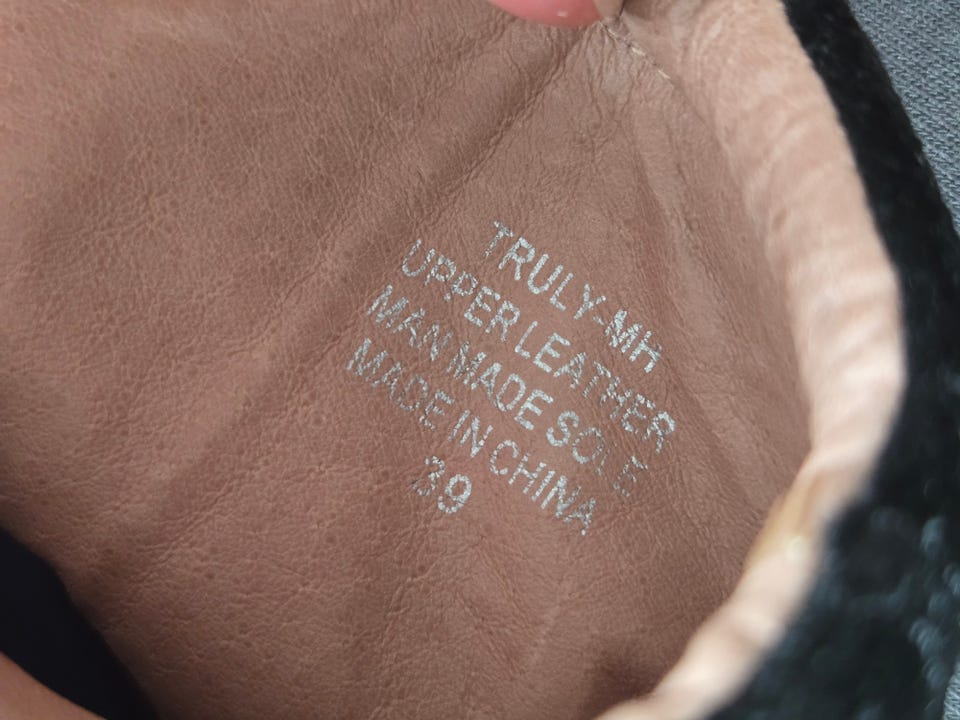 TRULY-MH
UPPER LEATHER
MAN MADE SOLE
MADE IN CHINA
39